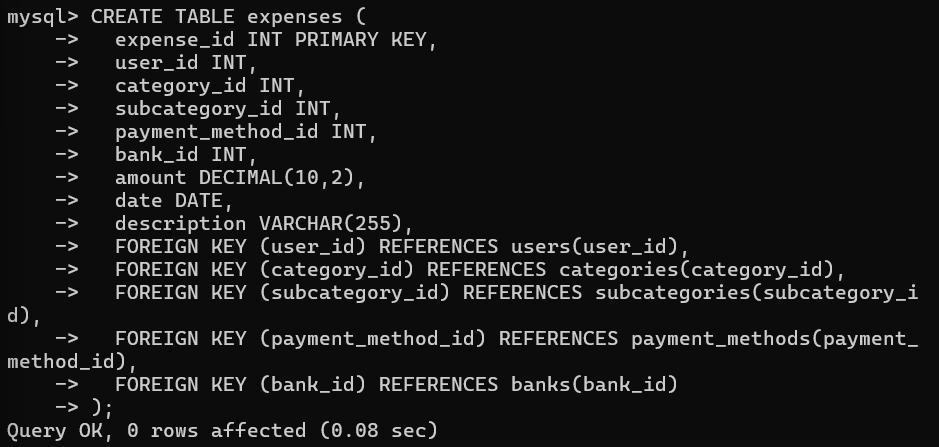 mysql> CREATE TABLE expenses (
    ->   expense_id INT PRIMARY KEY,
    ->   user_id INT,
    ->   category_id INT,
    ->   subcategory_id INT,
    ->   payment_method_id INT,
    ->   bank_id INT,
    ->   amount DECIMAL(10,2),
    ->   date DATE,
    ->   description VARCHAR(255),
    ->   FOREIGN KEY (user_id) REFERENCES users(user_id),
    ->   FOREIGN KEY (category_id) REFERENCES categories(category_id),
    ->   FOREIGN KEY (subcategory_id) REFERENCES subcategories(subcategory_i
d),
    ->   FOREIGN KEY (payment_method_id) REFERENCES payment_methods(payment_
method_id),
    ->   FOREIGN KEY (bank_id) REFERENCES banks(bank_id)
    -> );
Query OK, 0 rows affected (0.08 sec)